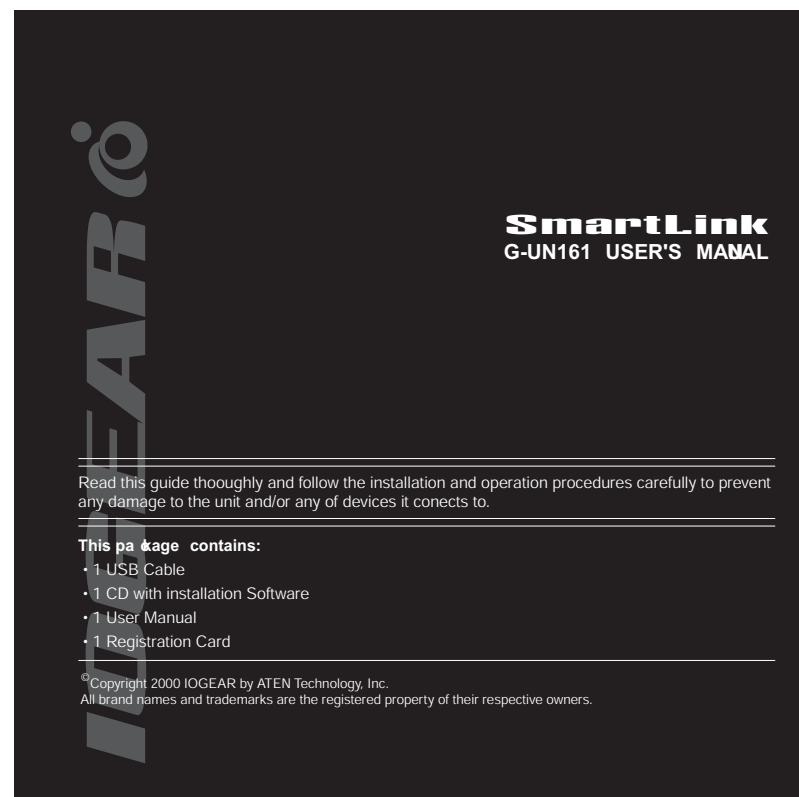 IOGEAR
SmartLink
G-UN161 USER'S MANUAL
Read this guide thooughly and follow the installation and operation procedures carefully to prevent
any damage to the unit and/or any of devices it conects to.
This package contains:
• 1 USB Cable
• 1 CD with installation Software
• 1 User Manual
• 1 Registration Card
©Copyright 2000 IOGEAR by ATEN Technology, Inc.
All brand names and trademarks are the registered property of their respective owners.